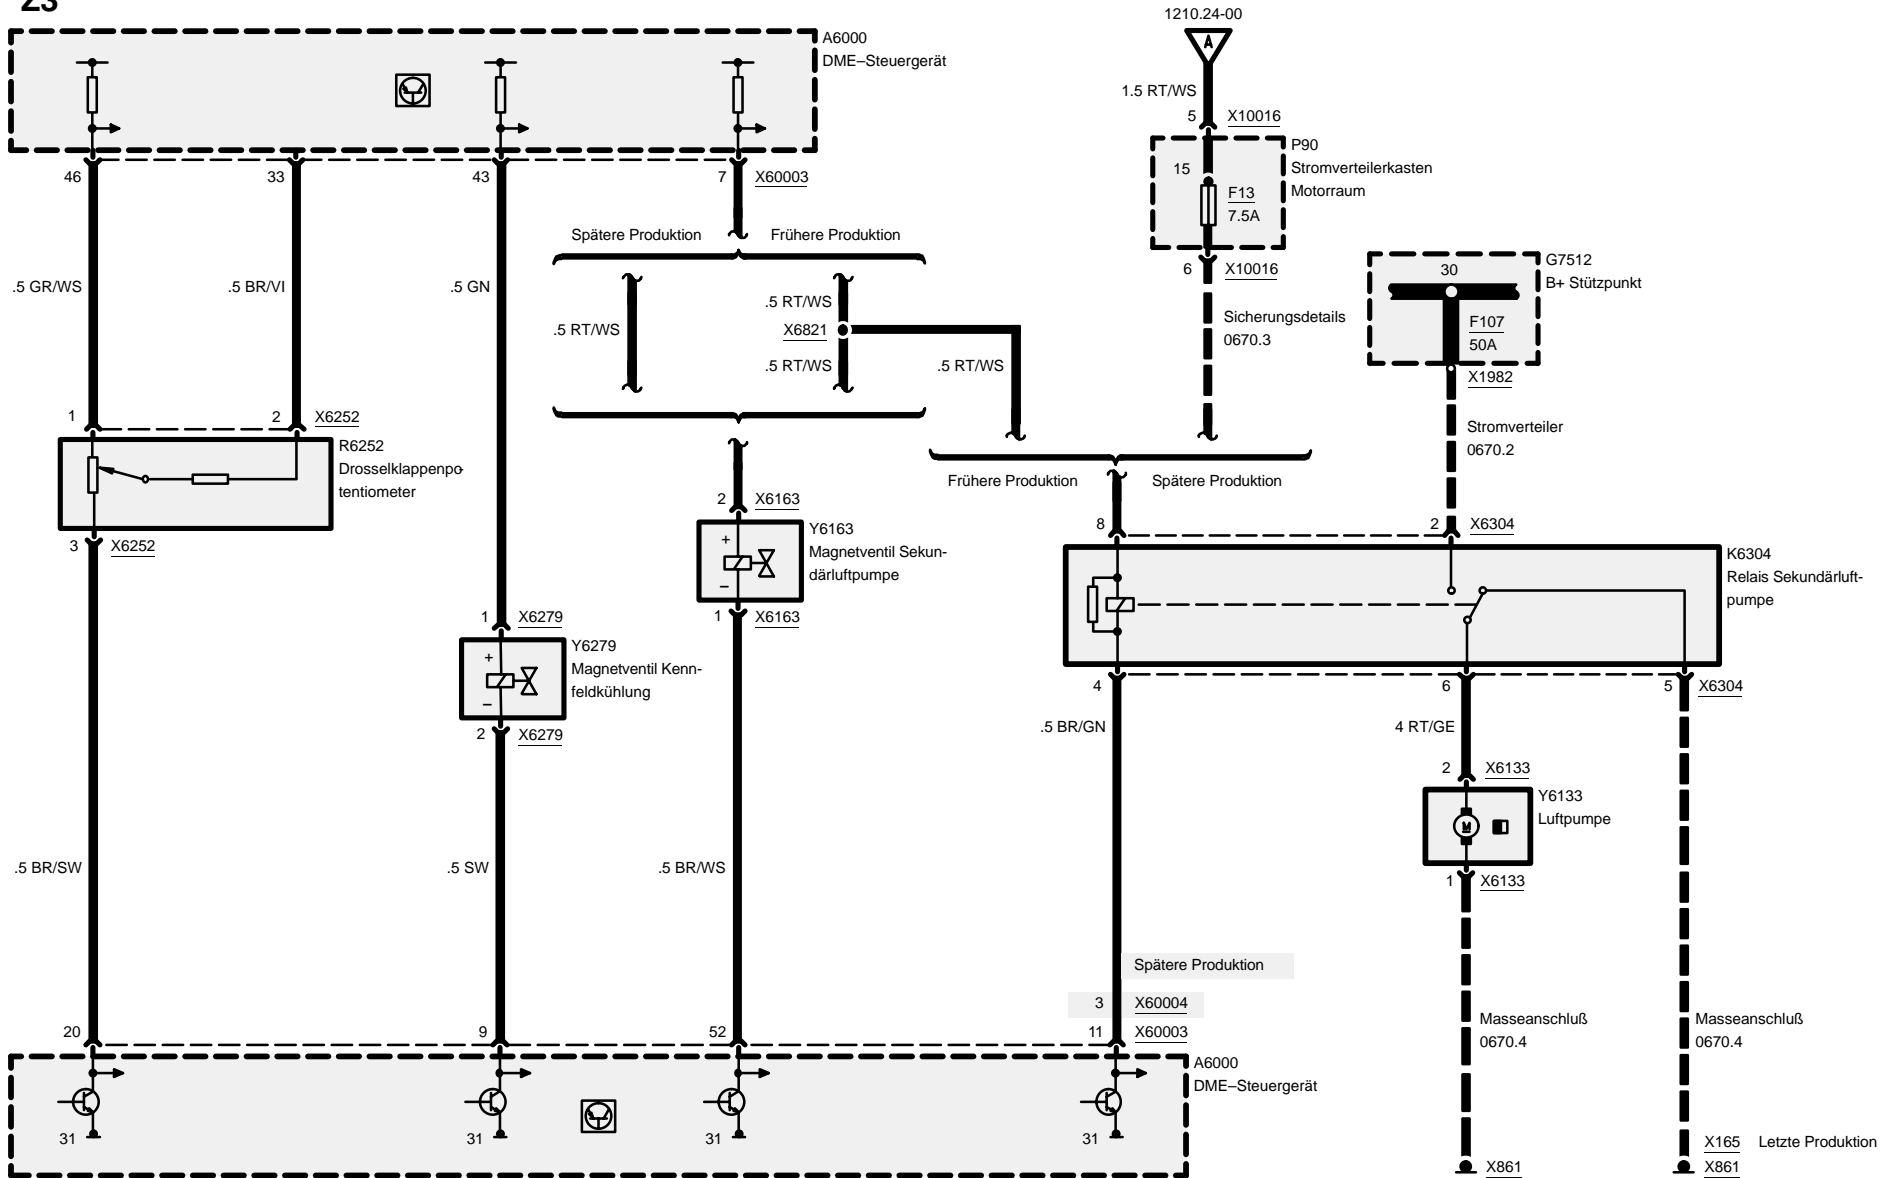 Z3
1210.24-00
A
A6000
DME–Steuergerät
1.5 RT/WS
5 X10016
P90
Stromverteilerkasten
Motorraum
15
F13
7.5A
46 33 43 7 X60003
Spätere Produktion Frühere Produktion
6 X10016
G7512
B+ Stützpunkt
30
F107
50A
X1982
.5 GR/WS .5 BR/VI .5 GN
.5 RT/WS
.5 RT/WS
X6821
.5 RT/WS
.5 RT/WS
Sicherungsdetails
0670.3
Stromverteiler
0670.2
1 2 X6252
R6252
Drosselklappenpo-
tentiometer
3 X6252
Frühere Produktion Spätere Produktion
2 X6163
Y6163
Magnetventil Sekun-
därluftpumpe
+
–
1 X6163
8 2 X6304
K6304
Relais Sekundärluft-
pumpe
1 X6279
Y6279
Magnetventil Kenn-
feldkühlung
+
–
2 X6279
4 6 5 X6304
.5 BR/GN 4 RT/GE
2 X6133
Y6133
Luftpumpe
M
1 X6133
.5 BR/SW .5 SW .5 BR/WS
Spätere Produktion
3 X60004
20 9 52 11 X60003
Masseanschluß
0670.4
Masseanschluß
0670.4
A6000
DME–Steuergerät
31 31 31 31
X165 Letzte Produktion
X861 X861